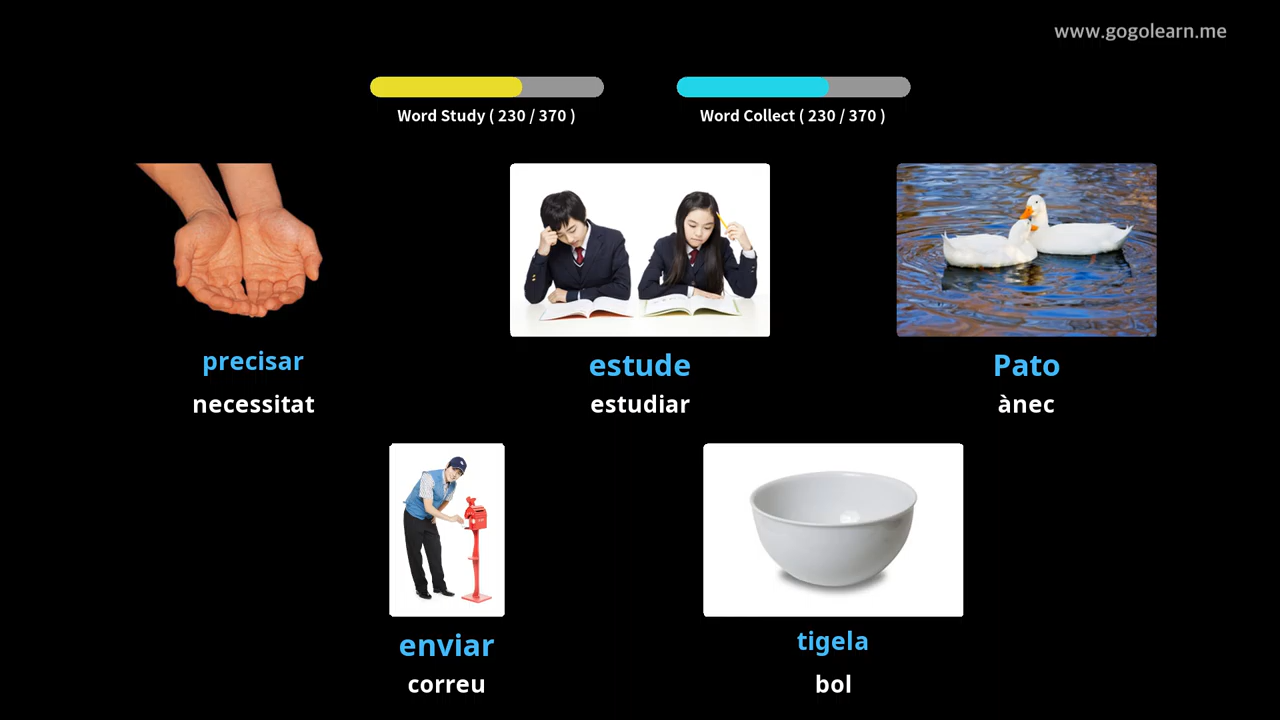 www.gogolearn.me
Word Study ( 230 / 370 )
Word Collect ( 230 / 370 )
precisar
necessitat
estude
estudiar
Pato
ànec
enviar
correu
tigela
bol